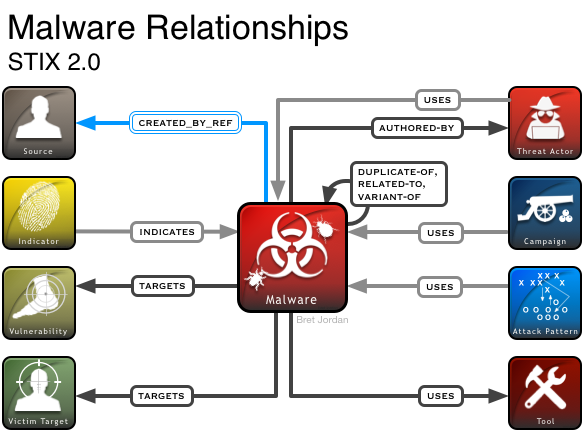 Malware Relationships
STIX 2.0
USES
CREATED_BY_REF
AUTHORED-BY
Source
Threat Actor
DUPLICATE-OF,
RELATED-TO,
VARIANT-OF
INDICATES
USES
Indicator
Campaign
TARGETS
USES
Malware
Bret Jordan
X X X
X X X X
O O
O O O O
Vulnerability
Attack Pattern
TARGETS
USES
Victim Target
Tool